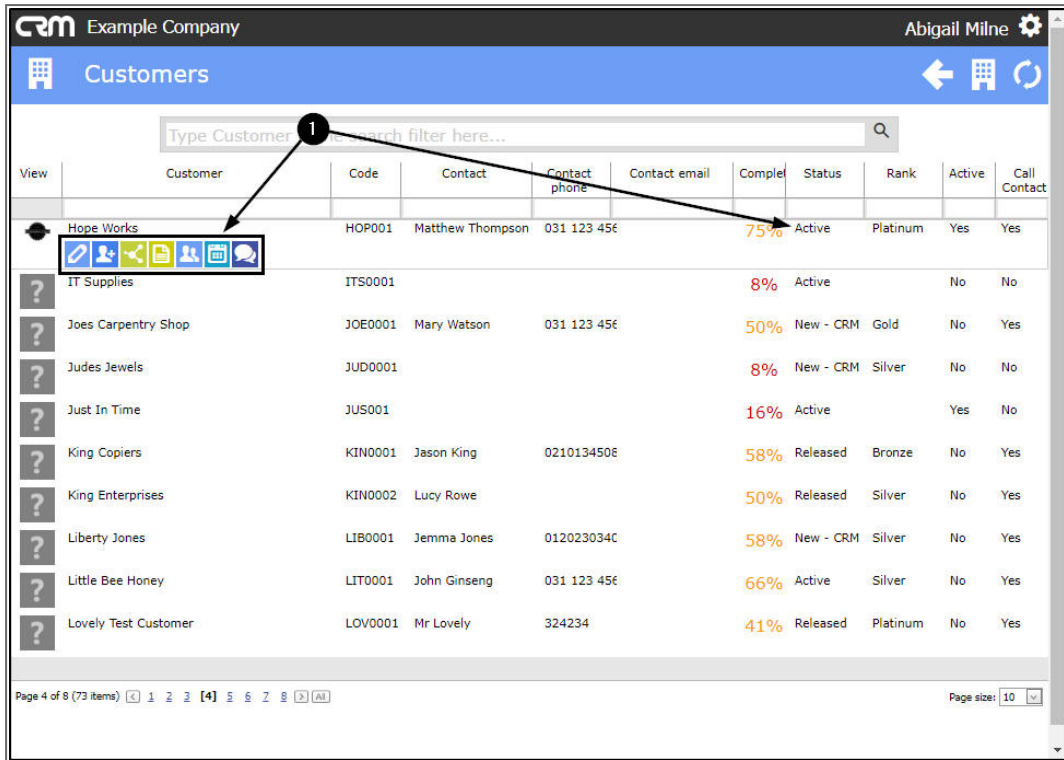 CRM Example Company Abigail Milne
Customers
Type Customer search filter here...
1
View Customer Code Contact Contact phone Contact email Complet Status Rank Active Call Contact
Hope Works HOP001 Matthew Thompson 031 123 456 75% Active Platinum Yes Yes
? IT Supplies ITS0001 8% Active No No
? Joes Carpentry Shop JOE0001 Mary Watson 031 123 456 50% New - CRM Gold No Yes
? Judes Jewels JUD0001 8% New - CRM Silver No No
? Just In Time JUS001 16% Active Yes No
? King Copiers KIN0001 Jason King 0210134508 58% Released Bronze No Yes
? King Enterprises KIN0002 Lucy Rowe 50% Released Silver No Yes
? Liberty Jones LIB0001 Jemma Jones 012023034 58% New - CRM Silver No Yes
? Little Bee Honey LIT0001 John Ginseng 031 123 456 66% Active Silver No Yes
? Lovely Test Customer LOV0001 Mr Lovely 324234 41% Released Platinum No Yes
Page 4 of 8 (73 items) < 1 2 3 [4] 5 6 7 8 > All Page size: 10